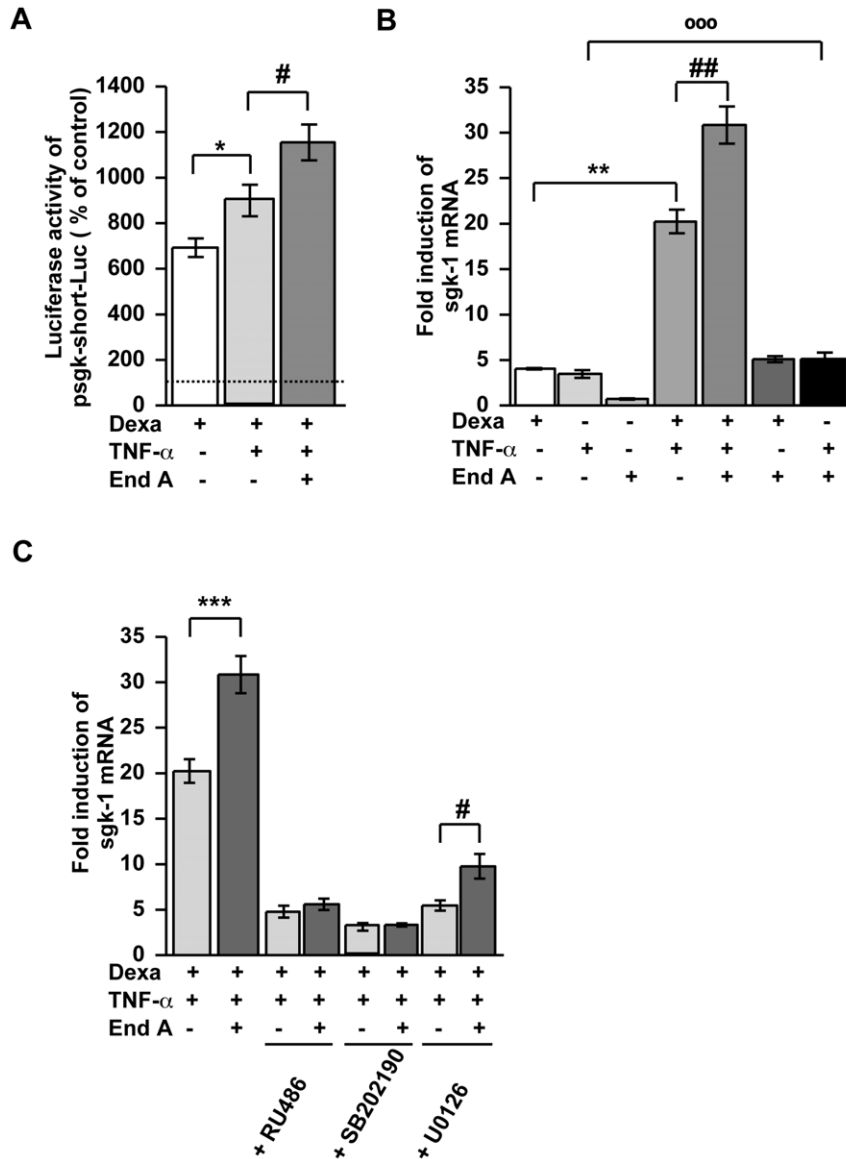 A
Luciferase activity of
psgk-short-Luc ( % of control)
1400
1200
1000
800
600
400
200
0
*
#
Dexa + + +
TNF-α - + +
End A - - +
B
Fold induction of
sgk-1 mRNA
35
30
25
20
15
10
5
0
ooo
##
**
Dexa + - - + + + -
TNF-α - + - + + - +
End A - - + - + + +
C
Fold induction of
sgk-1 mRNA
35
30
25
20
15
10
5
0
***
#
Dexa + + + + + + + +
TNF-α + + + + + + + +
End A - + - + - + - +
+ RU486
+ SB202190
+ U0126